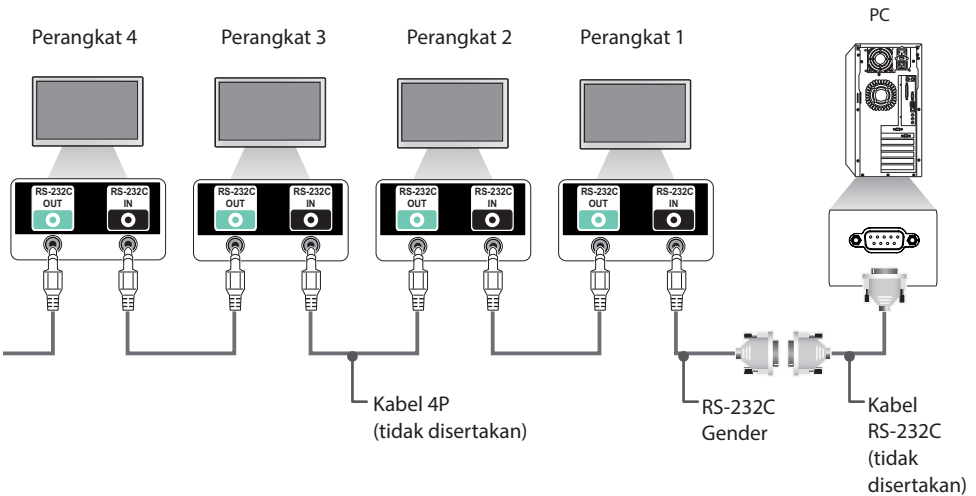 PC
Perangkat 4
Perangkat 3
Perangkat 2
Perangkat 1
RS-232C
OUT
RS-232C
IN
RS-232C
OUT
RS-232C
IN
RS-232C
OUT
RS-232C
IN
RS-232C
OUT
RS-232C
IN
Kabel 4P
(tidak disertakan)
RS-232C
Gender
Kabel
RS-232C
(tidak
disertakan)